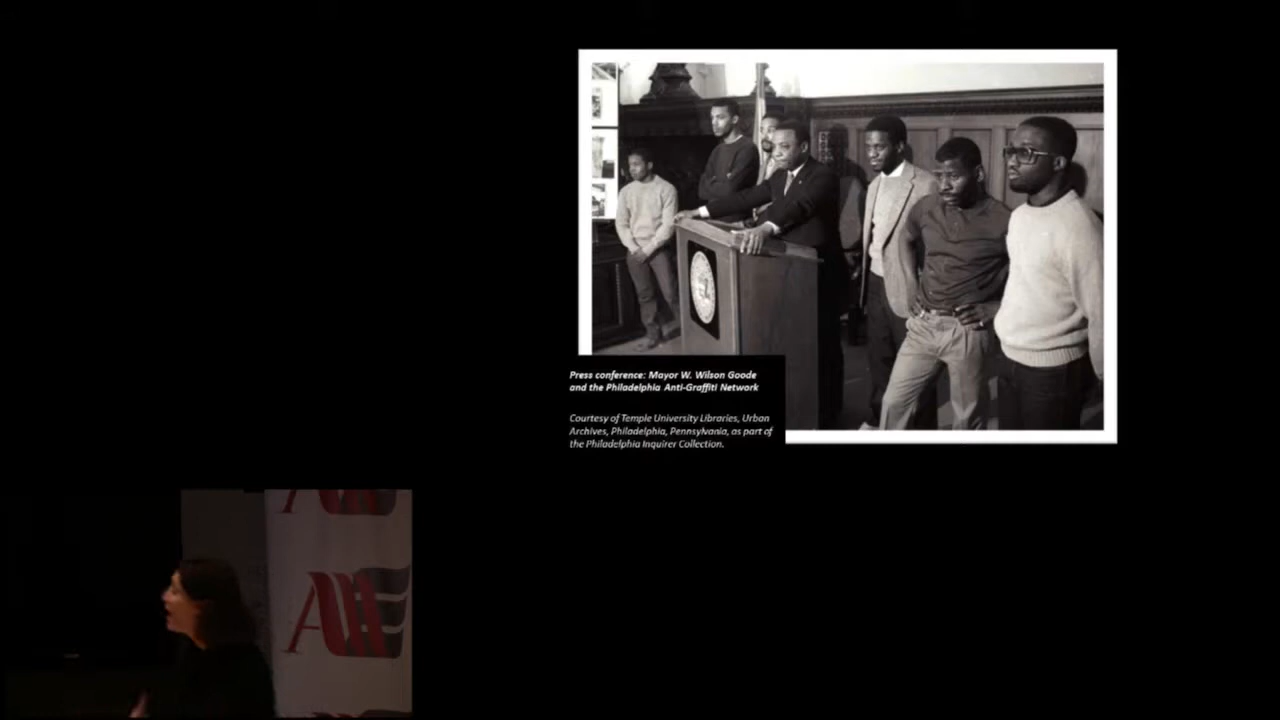 Press conference: Mayor W. Wilson Goode
and the Philadelphia Anti-Graffiti Network
Courtesy of Temple University Libraries, Urban
Archives, Philadelphia, Pennsylvania, as part of
the Philadelphia Inquirer Collection.